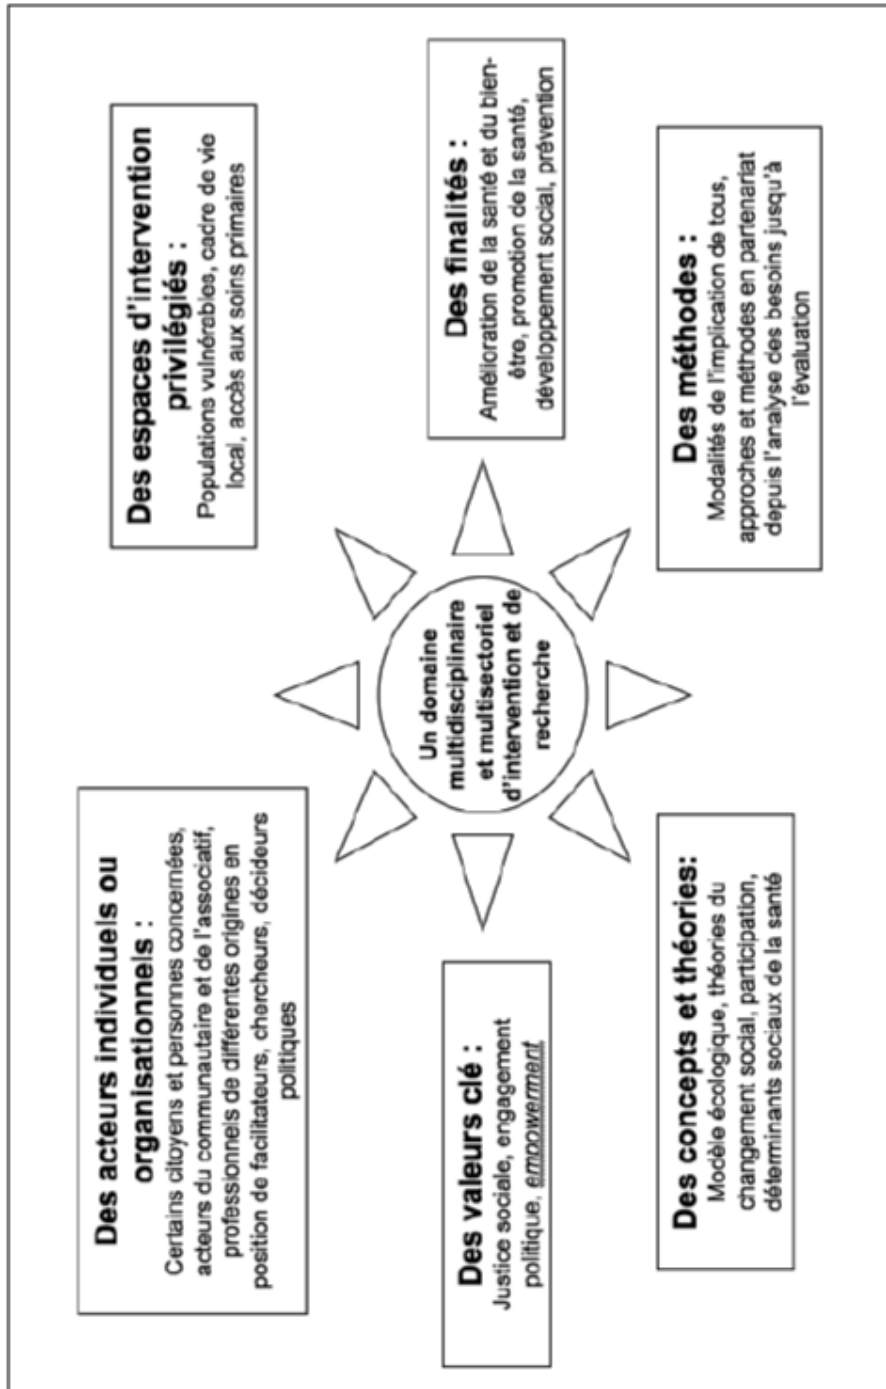 Des acteurs individuels ou
organisationnels :
Certains citoyens et personnes concernées,
acteurs du communautaire et de l'associatif,
professionnels de différentes origines en
position de facilitateurs, chercheurs, décideurs
politiques
Des espaces d'intervention
privilégiés :
Populations vulnérables, cadre de vie
local, accès aux soins primaires
Des valeurs clé :
Justice sociale, engagement
politique, empowerment
Un domaine
multidisciplinaire
et multisectoriel
d'intervention et de
recherche
Des finalités :
Amélioration de la santé et du bien-
être, promotion de la santé,
développement social, prévention
Des concepts et théories:
Modèle écologique, théories du
changement social, participation,
déterminants sociaux de la santé
Des méthodes :
Modalités de l'implication de tous,
approches et méthodes en partenariat
depuis l'analyse des besoins jusqu'à
l'évaluation